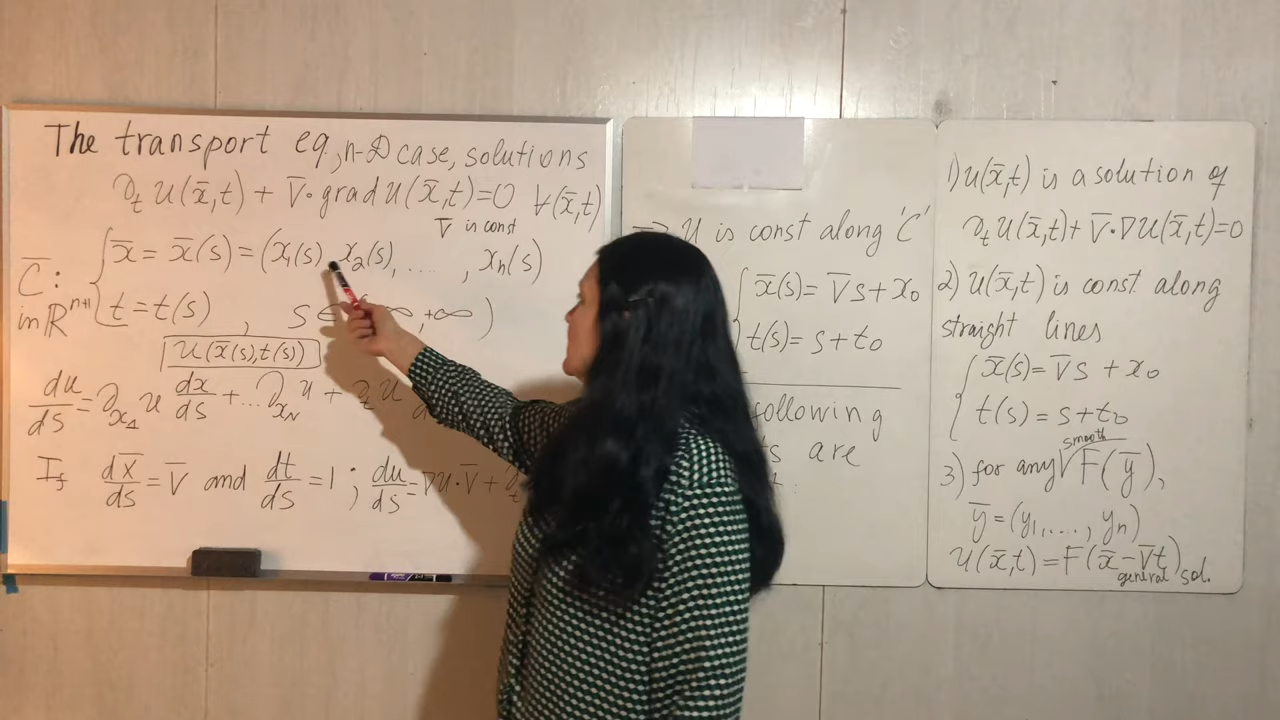 The transport eq, n-D case, solutions
∂t u(x̄,t) + v̄·grad u(x̄,t)=0 ∀(x̄,t)
v̄ is const
C̄: { x̄ = x̄(s) = (x₁(s), x₂(s), .... , xn(s)
in ℝⁿ⁺¹ { t = t(s) , s ∈ ∞,+∞)
u(x̄(s),t(s))
du/ds = ∂x₁ u dx/ds + ... ∂xN u + ∂t u
If dx̄/ds = v̄ and dt/ds = 1 ; du/ds = ∇u·v̄ + ∂t
⇒ u is const along 'C'
{ x̄(s) = v̄s + x₀
t(s) = s + t₀
following
are
1) u(x̄,t) is a solution of
∂t u(x̄,t) + v̄·∇u(x̄,t)=0
2) u(x̄,t) is const along
straight lines
{ x̄(s) = v̄s + x₀
t(s) = s + t₀
smooth
3) for any √ F(ȳ),
ȳ = (y₁, ...., yn)
u(x̄,t) = F(x̄ - v̄t)
general sol.